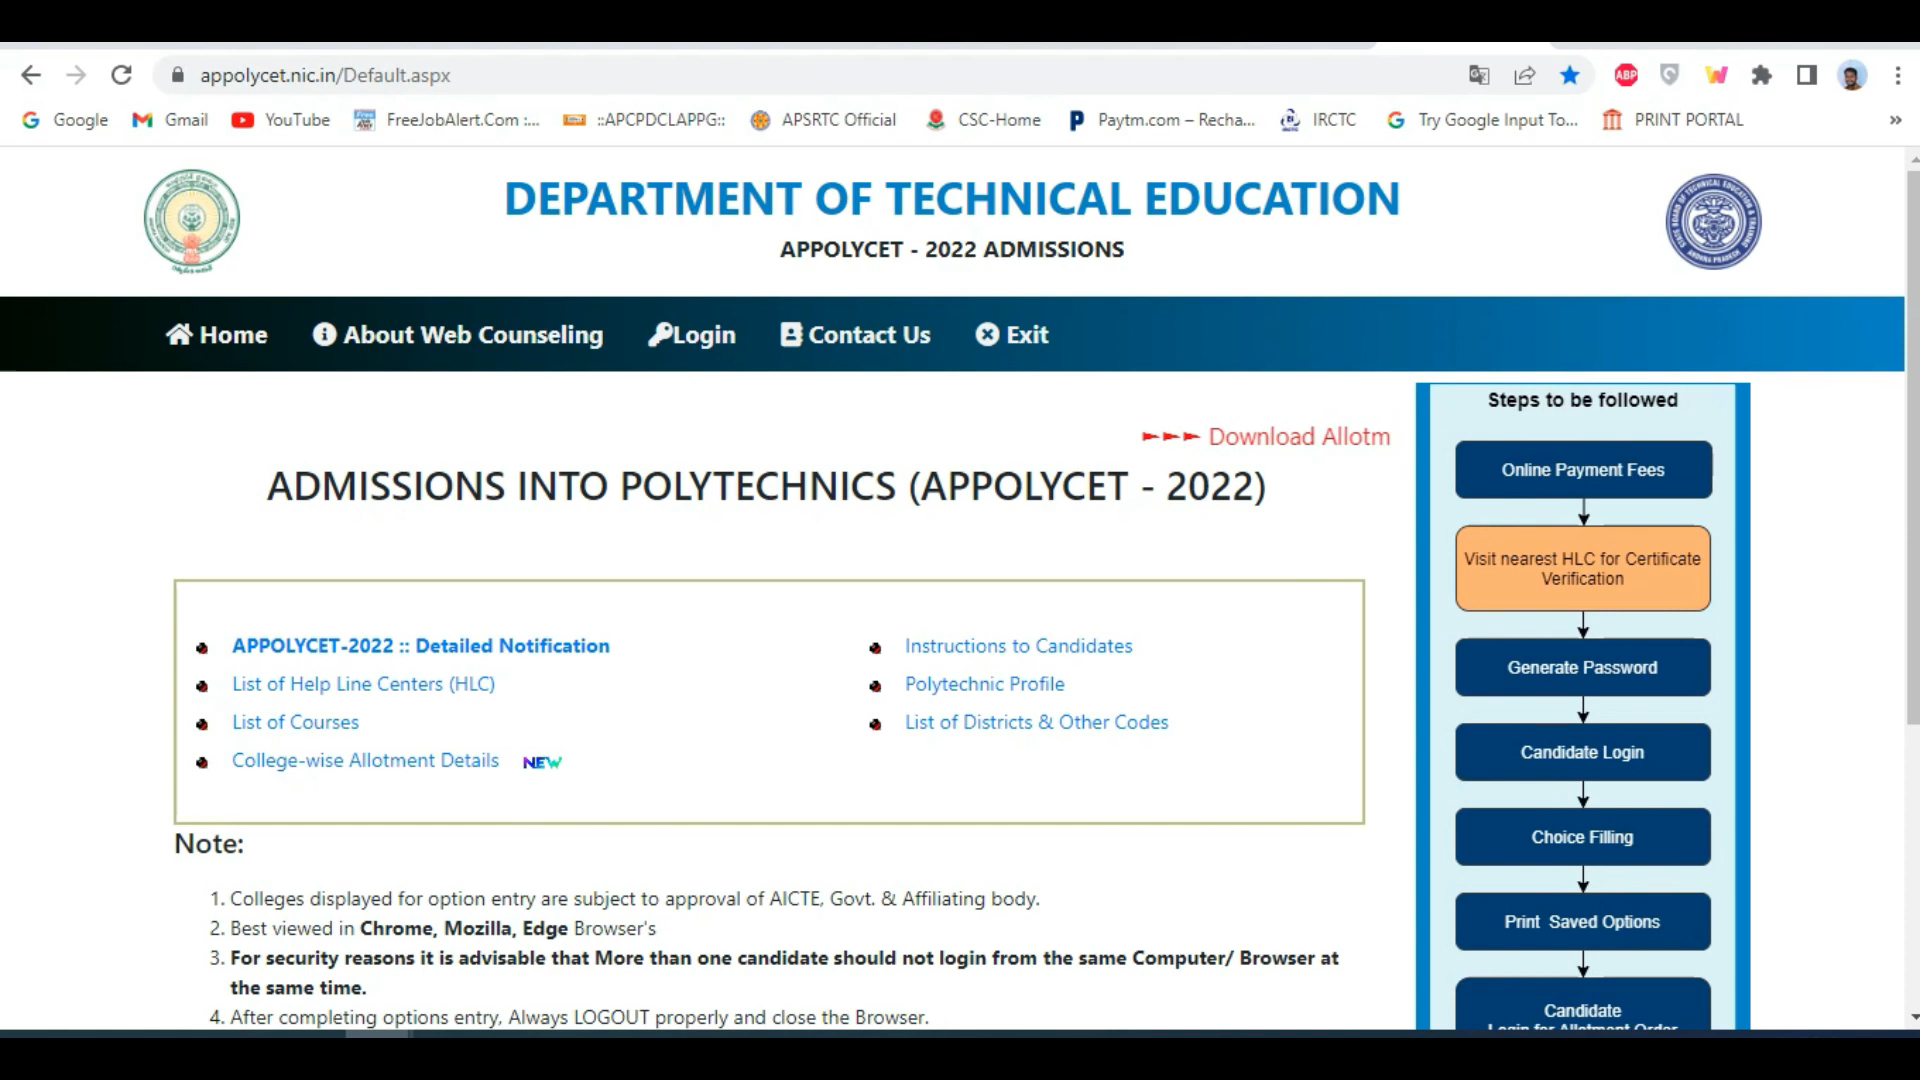 appolycet.nic.in/Default.aspx
ABP
Google Gmail YouTube FreeJobAlert.Com :... ::APCPDCLAPPG:: APSRTC Official CSC-Home Paytm.com – Recha... IRCTC Try Google Input To... PRINT PORTAL »
DEPARTMENT OF TECHNICAL EDUCATION
APPOLYCET - 2022 ADMISSIONS
Home About Web Counseling Login Contact Us Exit
Download Allotm
ADMISSIONS INTO POLYTECHNICS (APPOLYCET - 2022)
APPOLYCET-2022 :: Detailed Notification
List of Help Line Centers (HLC)
List of Courses
College-wise Allotment Details NEW
Instructions to Candidates
Polytechnic Profile
List of Districts & Other Codes
Note:
1. Colleges displayed for option entry are subject to approval of AICTE, Govt. & Affiliating body.
2. Best viewed in Chrome, Mozilla, Edge Browser's
3. For security reasons it is advisable that More than one candidate should not login from the same Computer/ Browser at
the same time.
4. After completing options entry, Always LOGOUT properly and close the Browser.
Steps to be followed
Online Payment Fees
Visit nearest HLC for Certificate
Verification
Generate Password
Candidate Login
Choice Filling
Print Saved Options
Candidate
Login for Allotment Order